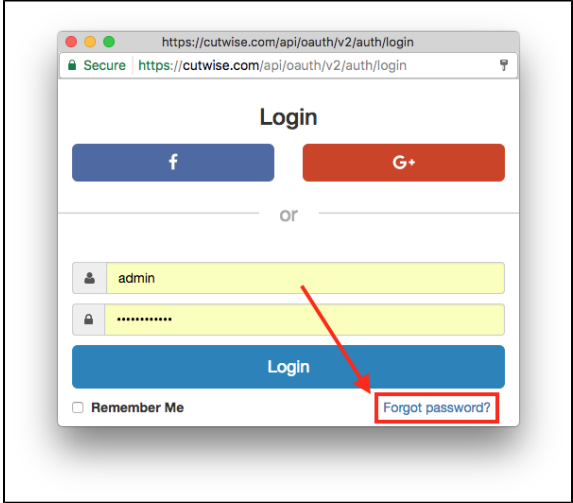 https://cutwise.com/api/oauth/v2/auth/login
Secure https://cutwise.com/api/oauth/v2/auth/login
Login
f G+
or
admin
••••••••••••
Login
Remember Me Forgot password?